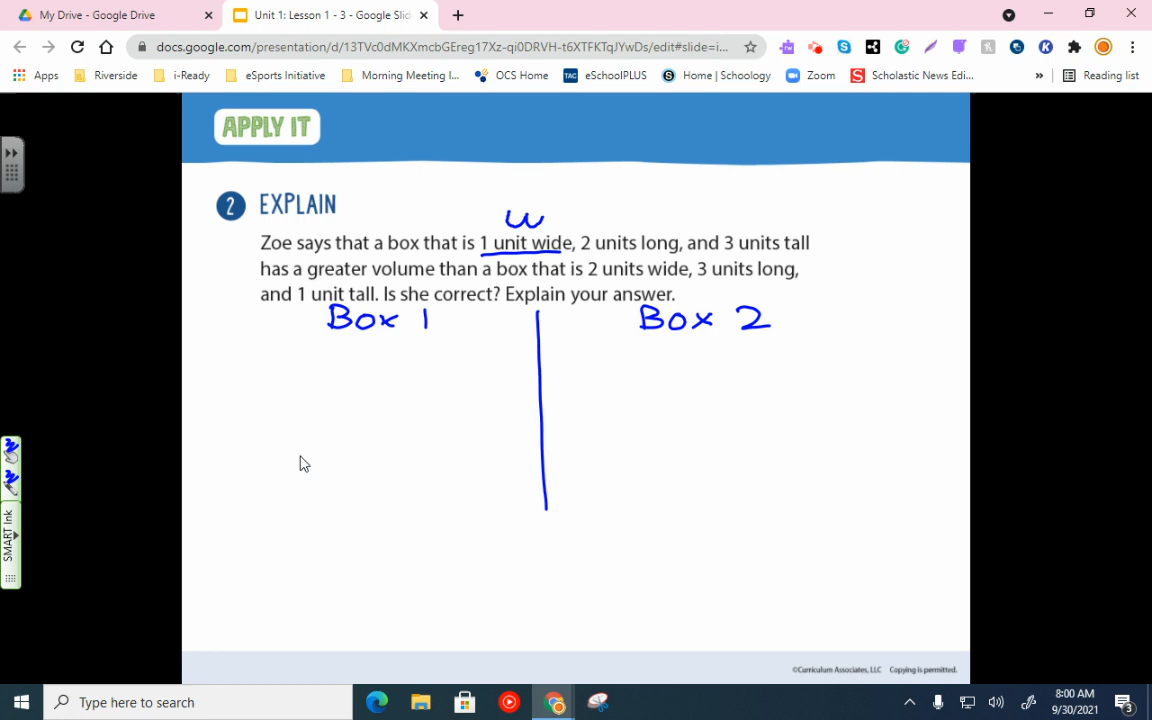 My Drive - Google Drive
Unit 1: Lesson 1 - 3 - Google Slid
docs.google.com/presentation/d/13TVc0dMKXmcbGEreg17Xz-qi0DRVH-t6XTFKTqJYwDs/edit#slide=i...
Apps Riverside i-Ready eSports Initiative Morning Meeting I... OCS Home TAC eSchoolPLUS S Home | Schoology Zoom S Scholastic News Edi... » Reading list
APPLY IT
2 EXPLAIN
w
Zoe says that a box that is 1 unit wide, 2 units long, and 3 units tall
has a greater volume than a box that is 2 units wide, 3 units long,
and 1 unit tall. Is she correct? Explain your answer.
Box 1 Box 2
SMART Ink
©Curriculum Associates, LLC Copying is permitted.
Type here to search
8:00 AM
9/30/2021
3